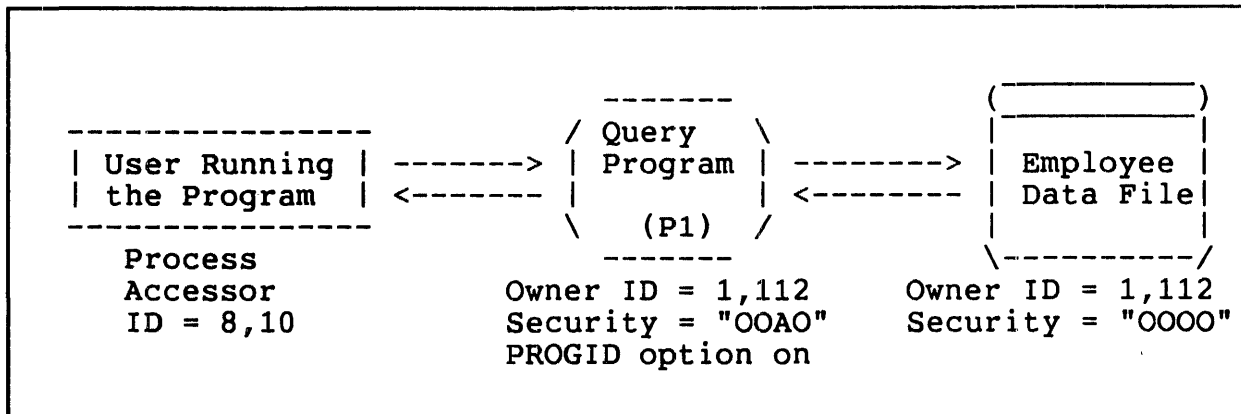 Query
User Running
Program
Employee
the Program
Data File
(P1)
Process
Accessor
ID = 8,10
Owner ID = 1,112
Security = "OOAO"
PROGID option on
Owner ID = 1,112
Security = "OOOO"